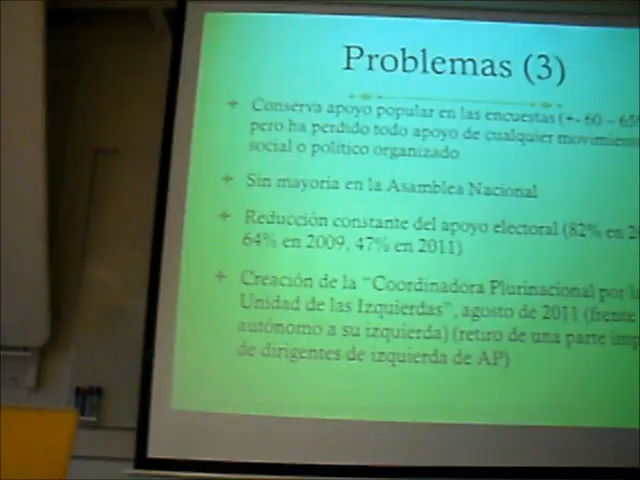 Problemas (3)
Conserva apoyo popular en las encuestas (+- 60 – 65
pero ha perdido todo apoyo de cualquier movimien
social o político organizado
Sin mayoría en la Asamblea Nacional
Reducción constante del apoyo electoral (82% en 2
64% en 2009, 47% en 2011)
Creación de la “Coordinadora Plurinacional por l
Unidad de las Izquierdas”, agosto de 2011 (frente
autónomo a su izquierda) (retiro de una parte imp
de dirigentes de izquierda de AP)